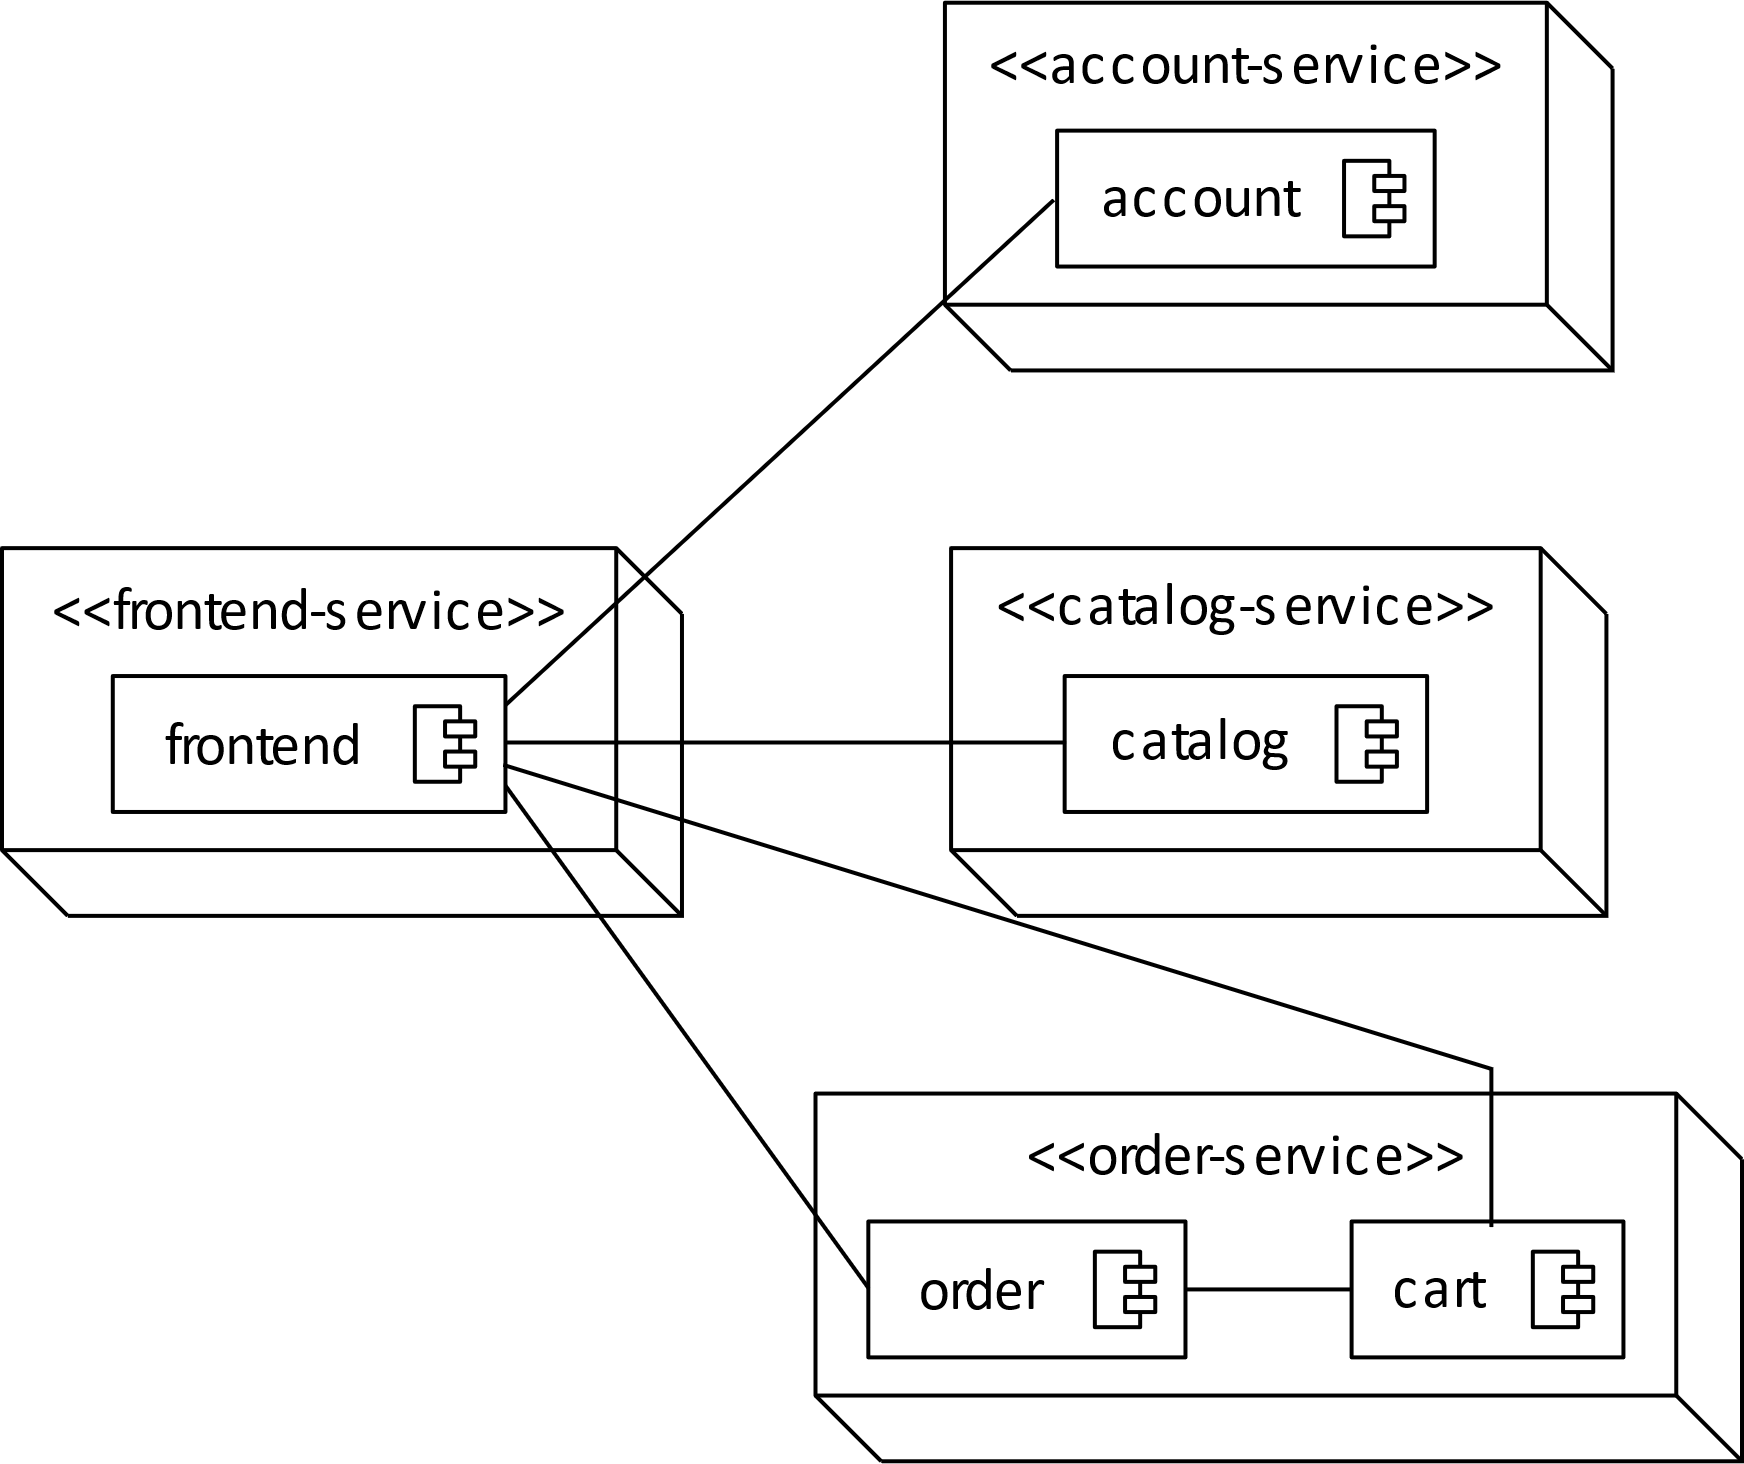 <<account-service>>
account
<<frontend-service>>
frontend
<<catalog-service>>
catalog
<<order-service>>
order
cart